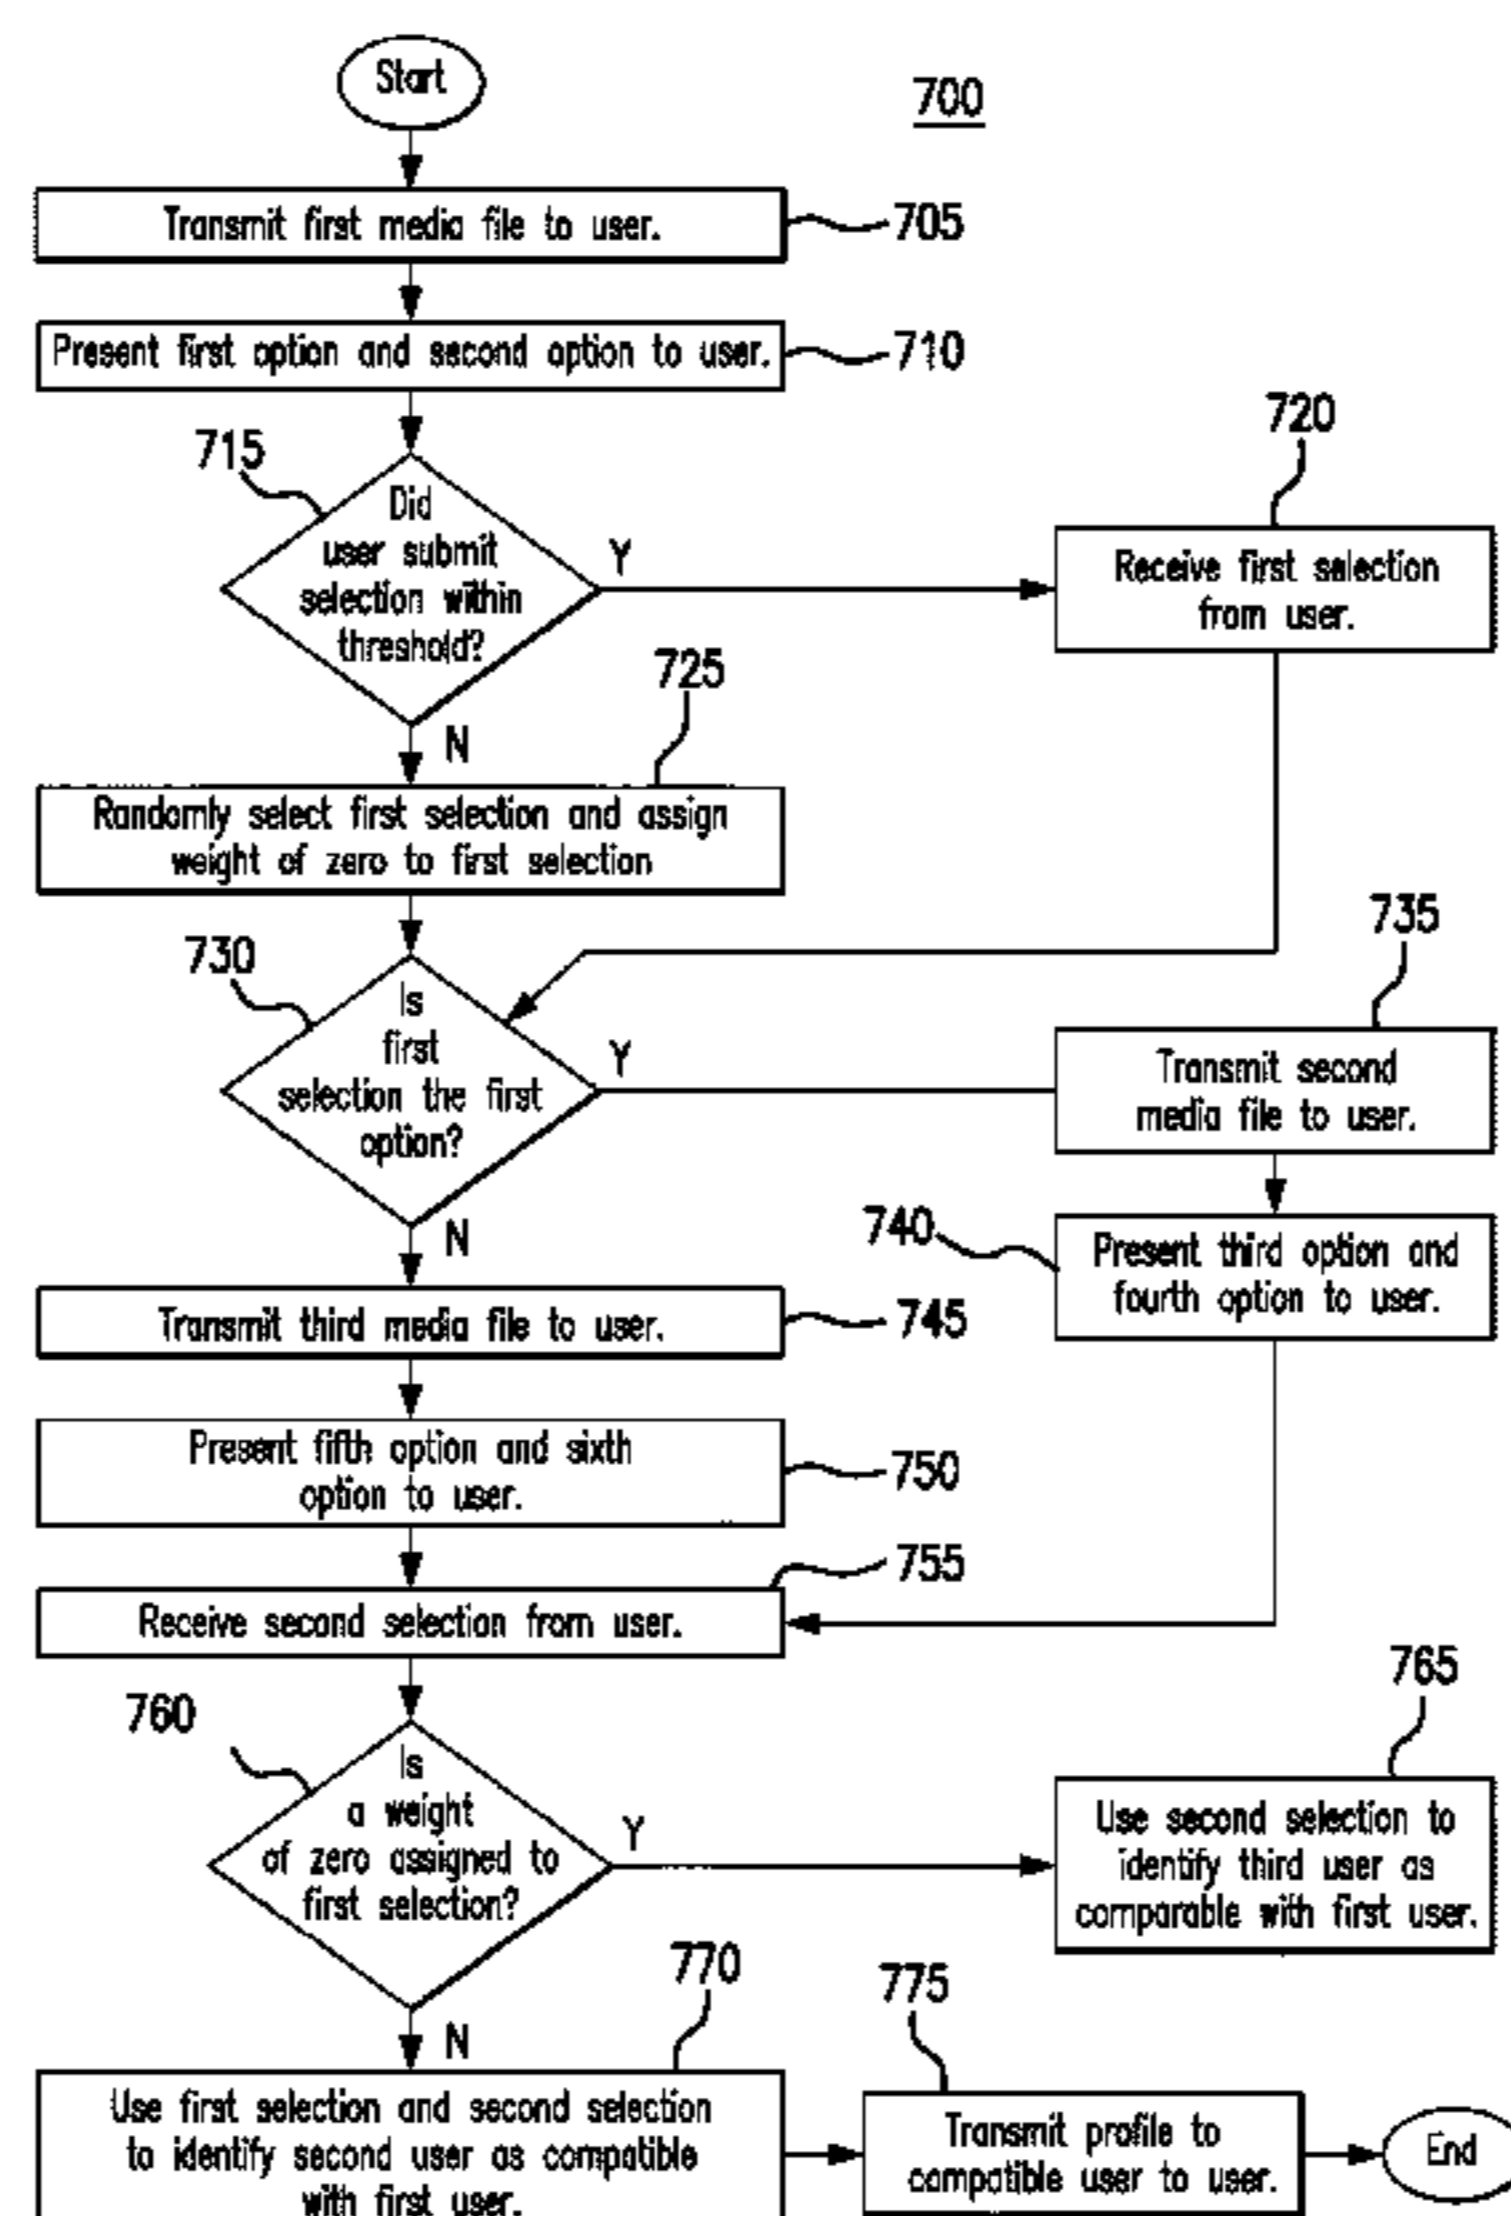 Start
700
Transmit first media file to user.
705
Present first option and second option to user.
710
715
720
Did
user submit
selection within
threshold?
Y
Receive first selection
from user.
725
N
Randomly select first selection and assign
weight of zero to first selection
730
735
Is
first
selection the first
option?
Y
Transmit second
media file to user.
N
740
Present third option and
fourth option to user.
Transmit third media file to user.
745
Present fifth option and sixth
option to user.
750
755
Receive second selection from user.
760
765
Is
a weight
of zero assigned to
first selection?
Y
Use second selection to
identify third user as
comparable with first user.
770
775
N
Use first selection and second selection
to identify second user as compatible
with first user.
Transmit profile to
compatible user to user.
End